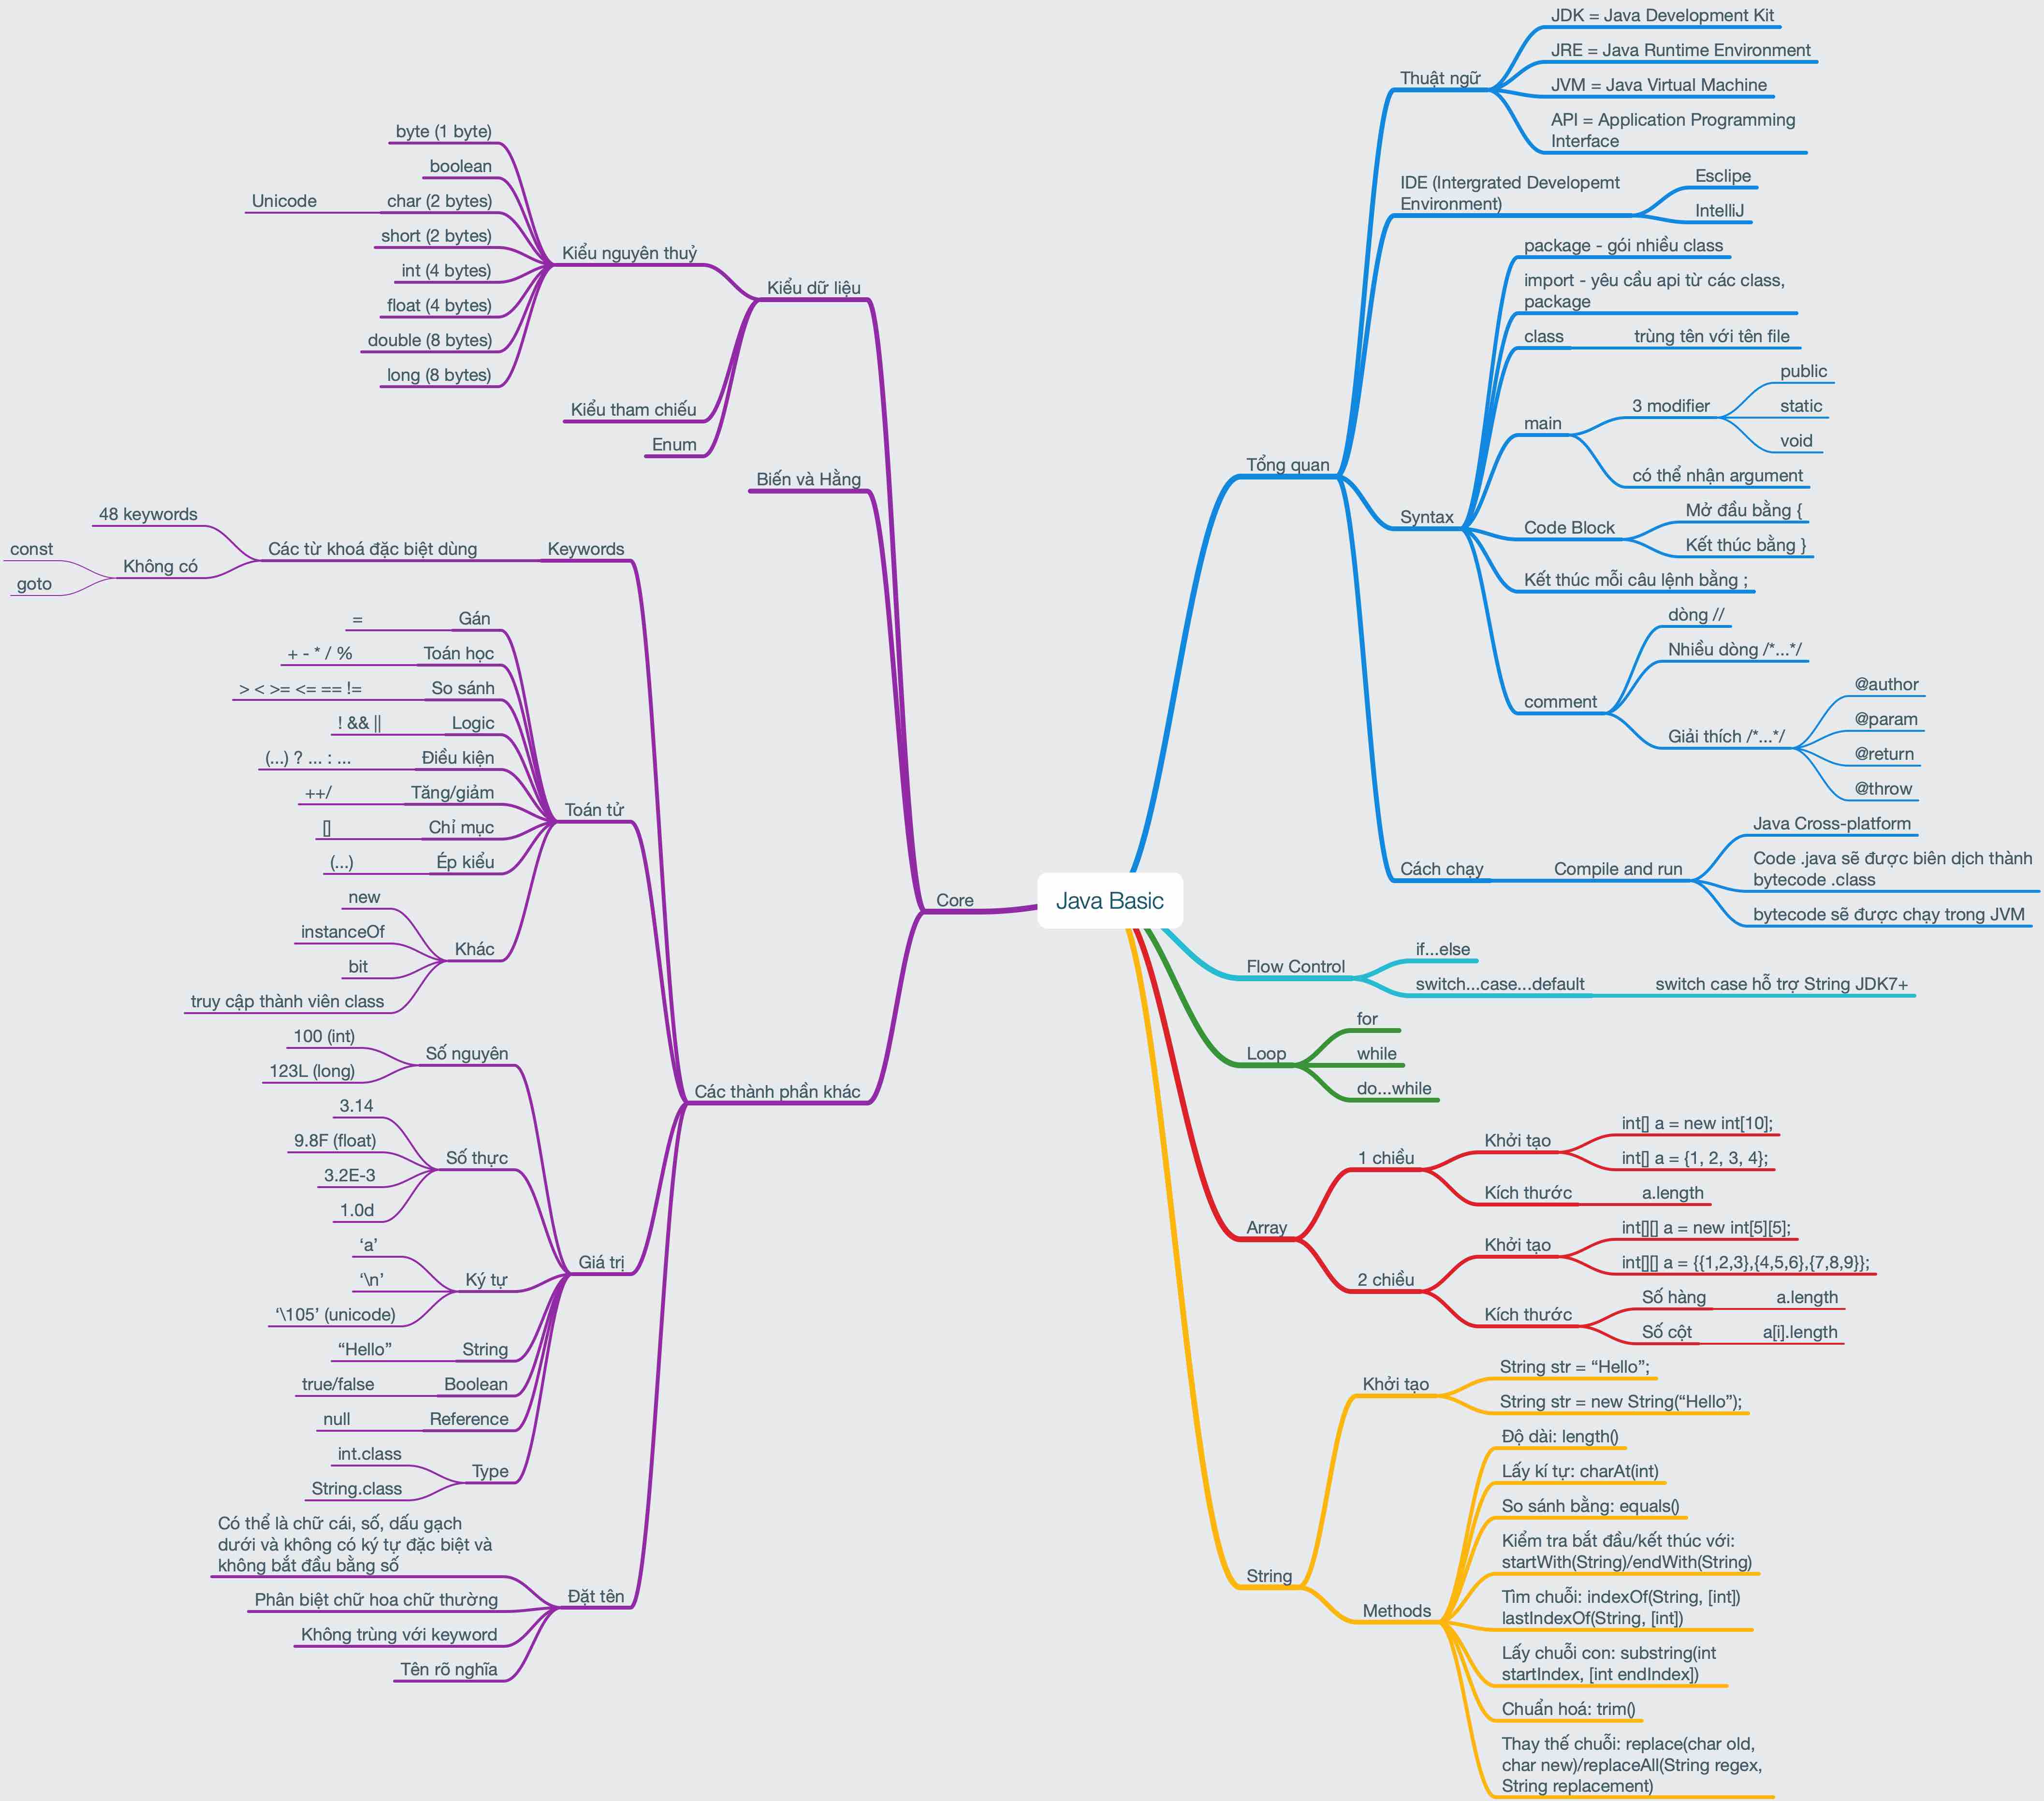 Java Basic
Tổng quan
Thuật ngữ
JDK = Java Development Kit
JRE = Java Runtime Environment
JVM = Java Virtual Machine
API = Application Programming
Interface
IDE (Intergrated Developemt
Environment)
Esclipe
IntelliJ
Syntax
package - gói nhiều class
import - yêu cầu api từ các class,
package
class
trùng tên với tên file
main
3 modifier
public
static
void
có thể nhận argument
Code Block
Mở đầu bằng {
Kết thúc bằng }
Kết thúc mỗi câu lệnh bằng ;
comment
dòng //
Nhiều dòng /*...*/
Giải thích /*...*/
@author
@param
@return
@throw
Cách chạy
Compile and run
Java Cross-platform
Code .java sẽ được biên dịch thành
bytecode .class
bytecode sẽ được chạy trong JVM
Flow Control
if...else
switch...case...default
switch case hỗ trợ String JDK7+
Loop
for
while
do...while
Array
1 chiều
Khởi tạo
int[] a = new int[10];
int[] a = {1, 2, 3, 4};
Kích thước
a.length
2 chiều
Khởi tạo
int[][] a = new int[5][5];
int[][] a = {{1,2,3},{4,5,6},{7,8,9}};
Kích thước
Số hàng
a.length
Số cột
a[i].length
String
Khởi tạo
String str = “Hello”;
String str = new String(“Hello”);
Methods
Độ dài: length()
Lấy kí tự: charAt(int)
So sánh bằng: equals()
Kiểm tra bắt đầu/kết thúc với:
startWith(String)/endWith(String)
Tìm chuỗi: indexOf(String, [int])
lastIndexOf(String, [int])
Lấy chuỗi con: substring(int
startIndex, [int endIndex])
Chuẩn hoá: trim()
Thay thế chuỗi: replace(char old,
char new)/replaceAll(String regex,
String replacement)
Core
Kiểu dữ liệu
Kiểu nguyên thuỷ
byte (1 byte)
boolean
char (2 bytes)
Unicode
short (2 bytes)
int (4 bytes)
float (4 bytes)
double (8 bytes)
long (8 bytes)
Kiểu tham chiếu
Enum
Biến và Hằng
Các thành phần khác
Keywords
Các từ khoá đặc biệt dùng
48 keywords
Không có
const
goto
Toán tử
Gán
=
Toán học
+ - * / %
So sánh
> < >= <= == !=
Logic
! && ||
Điều kiện
(...) ? ... : ...
Tăng/giảm
++/
Chỉ mục
[]
Ép kiểu
(...)
Khác
new
instanceOf
bit
truy cập thành viên class
Giá trị
Số nguyên
100 (int)
123L (long)
Số thực
3.14
9.8F (float)
3.2E-3
1.0d
Ký tự
‘a’
‘\n’
‘\105’ (unicode)
String
“Hello”
Boolean
true/false
Reference
null
Type
int.class
String.class
Đặt tên
Có thể là chữ cái, số, dấu gạch
dưới và không có ký tự đặc biệt và
không bắt đầu bằng số
Phân biệt chữ hoa chữ thường
Không trùng với keyword
Tên rõ nghĩa